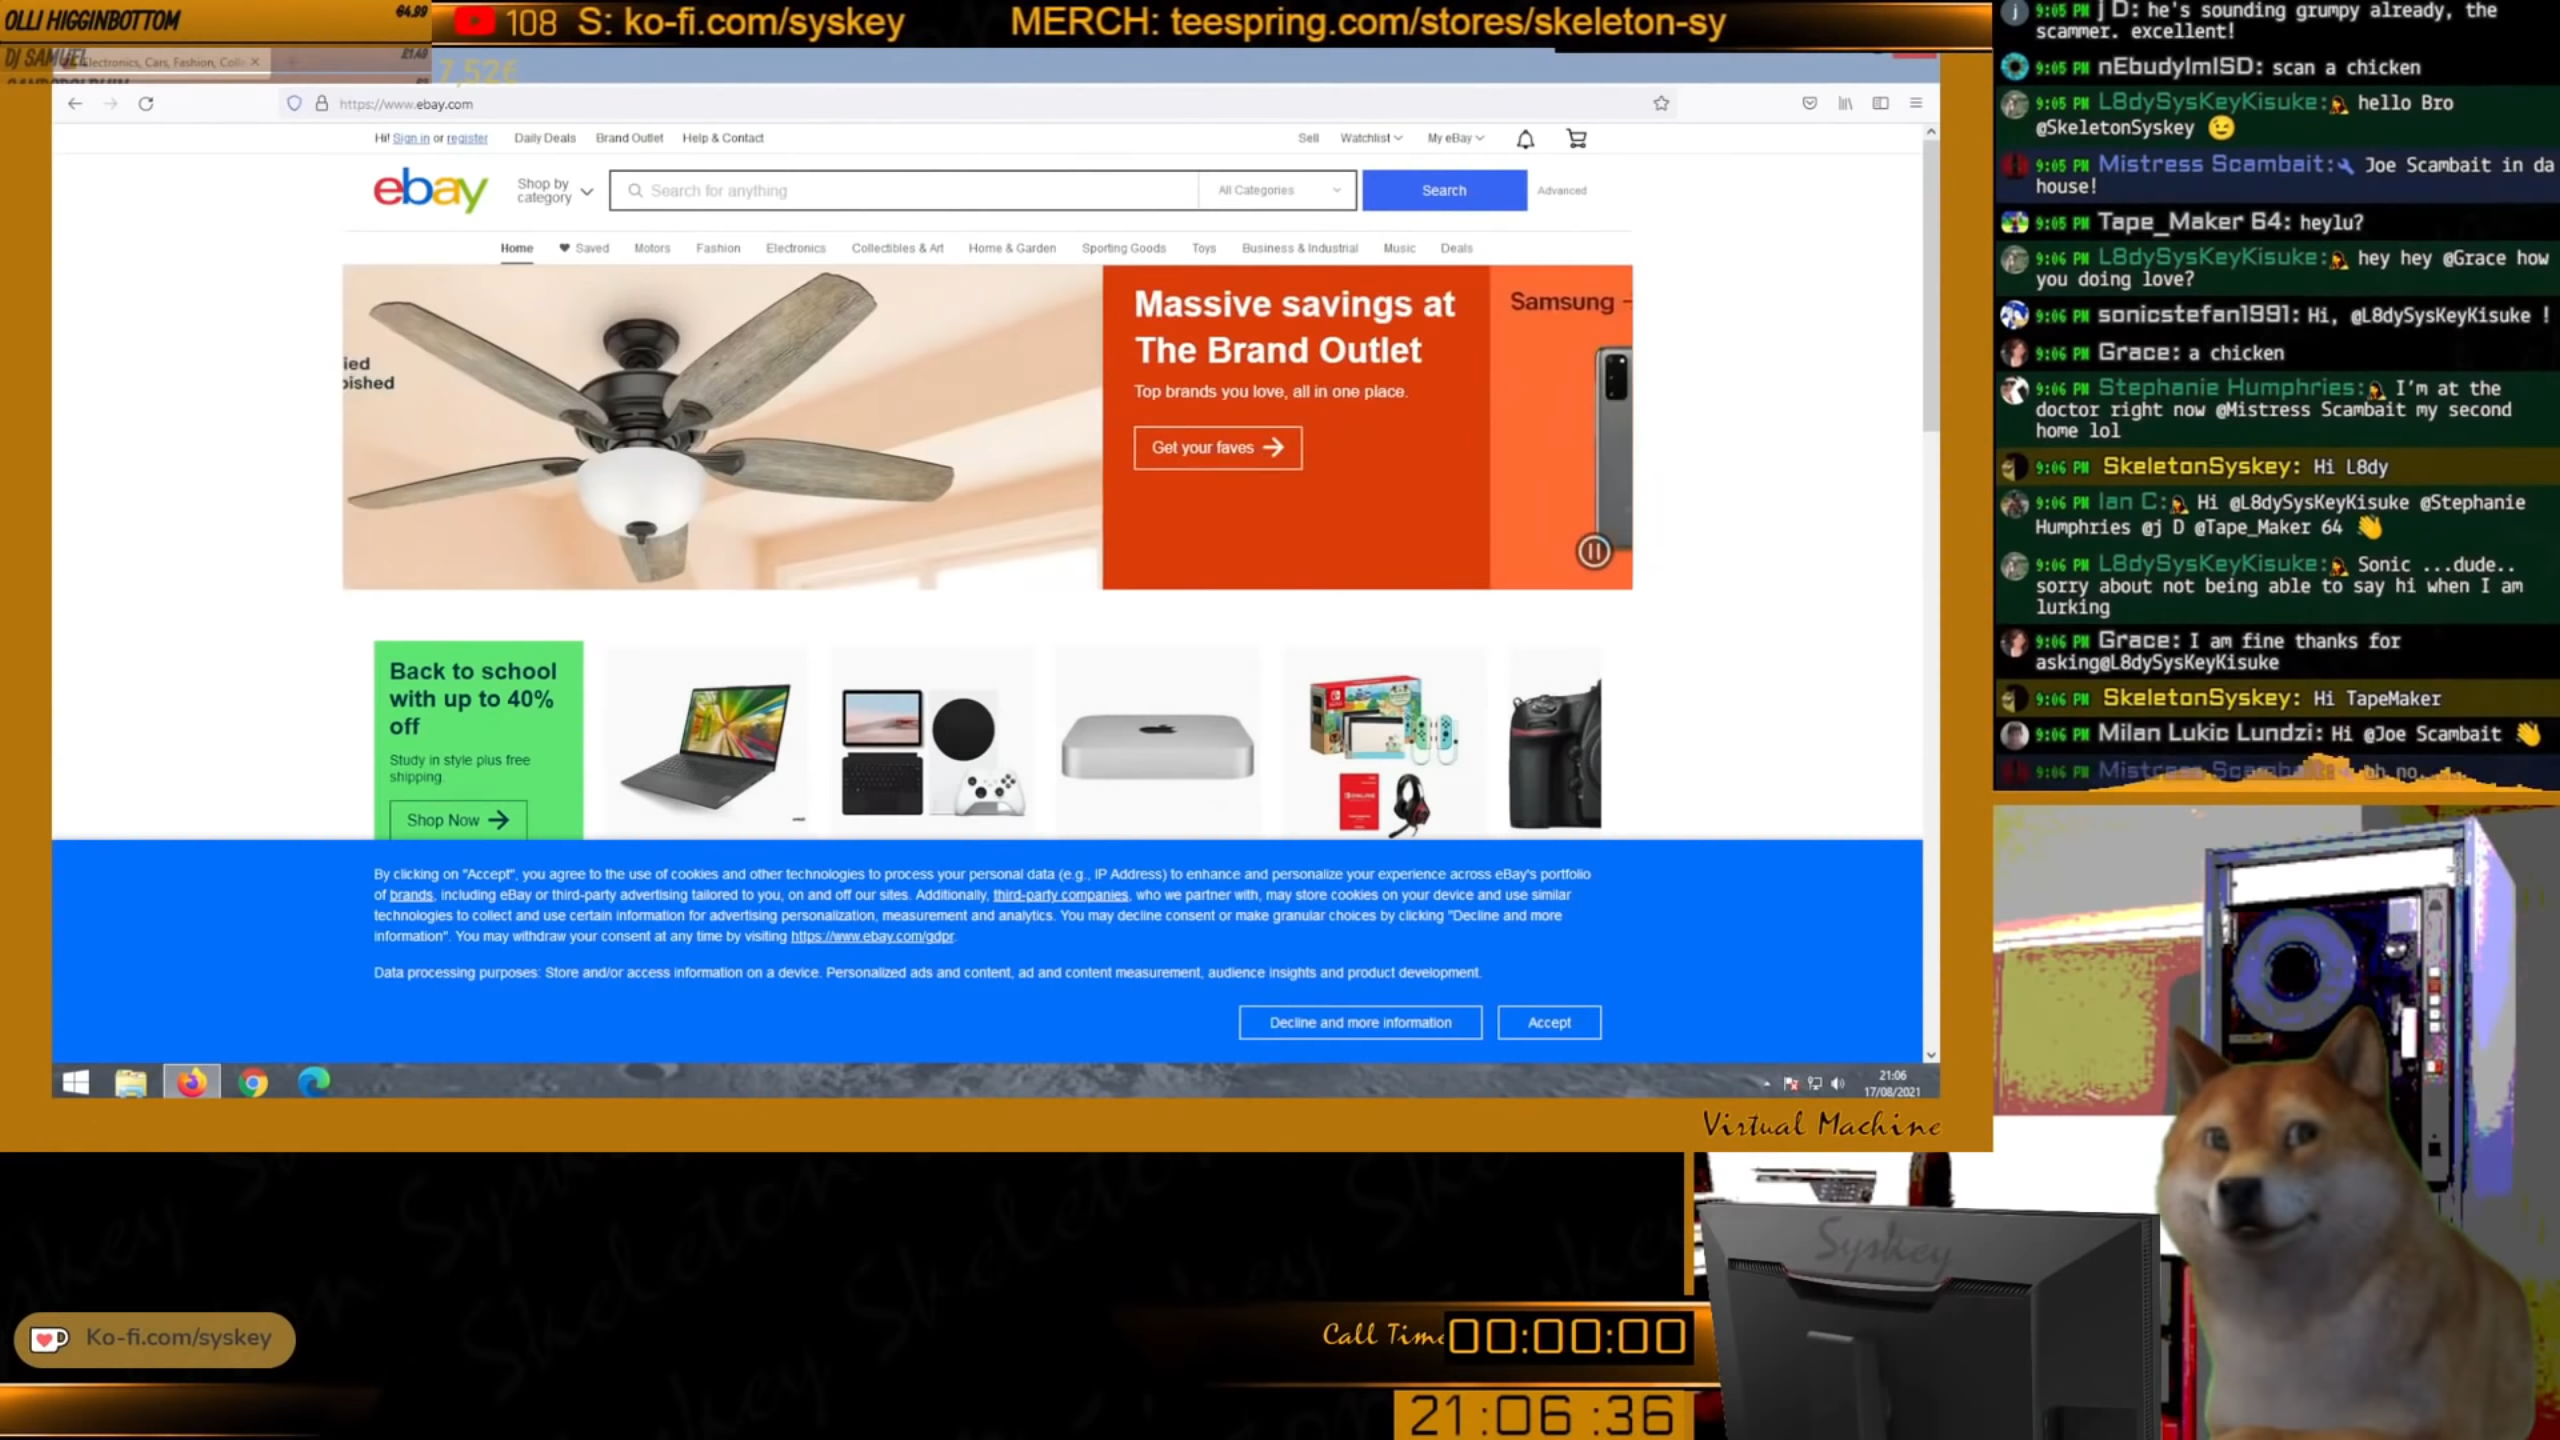 OLLI HIGGINBOTTOM €4.99
DJ SAMUEL £1.49
108 S: ko-fi.com/syskey MERCH: teespring.com/stores/skeleton-sy
7,52€
Electronics, Cars, Fashion, Coll
https://www.ebay.com
Hi! Sign in or register Daily Deals Brand Outlet Help & Contact Sell Watchlist My eBay
ebay
Shop by
category
Search for anything
All Categories
Search
Advanced
Home Saved Motors Fashion Electronics Collectibles & Art Home & Garden Sporting Goods Toys Business & Industrial Music Deals
ied
bished
Massive savings at
The Brand Outlet
Top brands you love, all in one place.
Get your faves
Samsung
Back to school
with up to 40%
off
Study in style plus free
shipping.
Shop Now
By clicking on "Accept", you agree to the use of cookies and other technologies to process your personal data (e.g., IP Address) to enhance and personalize your experience across eBay's portfolio
of brands, including eBay or third-party advertising tailored to you, on and off our sites. Additionally, third-party companies, who we partner with, may store cookies on your device and use similar
technologies to collect and use certain information for advertising personalization, measurement and analytics. You may decline consent or make granular choices by clicking "Decline and more
information". You may withdraw your consent at any time by visiting https://www.ebay.com/gdpr.
Data processing purposes: Store and/or access information on a device. Personalized ads and content, ad and content measurement, audience insights and product development.
Decline and more information
Accept
21:06
17/08/2021
Virtual Machine
j 9:05 PM j D: he's sounding grumpy already, the
scammer. excellent!
9:05 PM nEbudyImISD: scan a chicken
9:05 PM L8dySysKeyKisuke: hello Bro
@SkeletonSyskey 😉
9:05 PM Mistress Scambait: Joe Scambait in da
house!
9:05 PM Tape_Maker 64: heylu?
9:06 PM L8dySysKeyKisuke: hey hey @Grace how
you doing love?
9:06 PM sonicstefan1991: Hi, @L8dySysKeyKisuke !
9:06 PM Grace: a chicken
9:06 PM Stephanie Humphries: I'm at the
doctor right now @Mistress Scambait my second
home lol
9:06 PM SkeletonSyskey: Hi L8dy
9:06 PM Ian C: Hi @L8dySysKeyKisuke @Stephanie
Humphries @j D @Tape_Maker 64 👋
9:06 PM L8dySysKeyKisuke: Sonic ...dude..
sorry about not being able to say hi when I am
lurking
9:06 PM Grace: I am fine thanks for
asking@L8dySysKeyKisuke
9:06 PM SkeletonSyskey: Hi TapeMaker
9:06 PM Milan Lukic Lundzi: Hi @Joe Scambait 👋
9:06 PM Mistress Scambait: oh no
Syskey
Ko-fi.com/syskey
Call Time 00:00:00
21:06:36